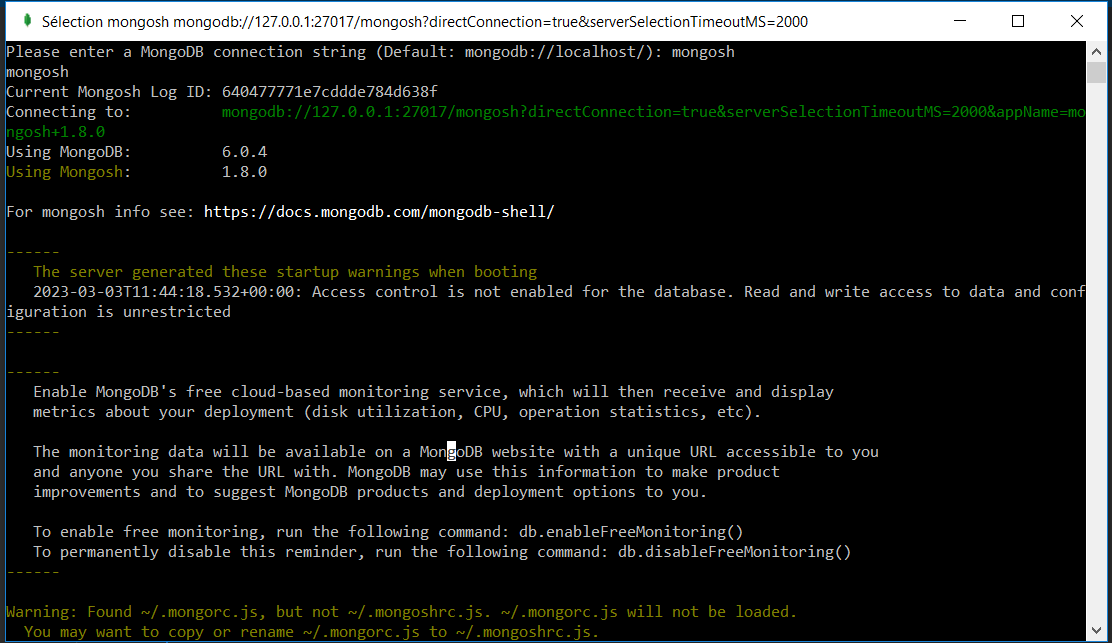 Sélection mongosh mongodb://127.0.0.1:27017/mongosh?directConnection=true&serverSelectionTimeoutMS=2000
Please enter a MongoDB connection string (Default: mongodb://localhost/): mongosh
mongosh
Current Mongosh Log ID: 640477771e7cddde784d638f
Connecting to: mongodb://127.0.0.1:27017/mongosh?directConnection=true&serverSelectionTimeoutMS=2000&appName=mo
ngosh+1.8.0
Using MongoDB: 6.0.4
Using Mongosh: 1.8.0
For mongosh info see: https://docs.mongodb.com/mongodb-shell/
------
The server generated these startup warnings when booting
2023-03-03T11:44:18.532+00:00: Access control is not enabled for the database. Read and write access to data and conf
iguration is unrestricted
------
------
Enable MongoDB's free cloud-based monitoring service, which will then receive and display
metrics about your deployment (disk utilization, CPU, operation statistics, etc).
The monitoring data will be available on a MongoDB website with a unique URL accessible to you
and anyone you share the URL with. MongoDB may use this information to make product
improvements and to suggest MongoDB products and deployment options to you.
To enable free monitoring, run the following command: db.enableFreeMonitoring()
To permanently disable this reminder, run the following command: db.disableFreeMonitoring()
------
Warning: Found ~/.mongorc.js, but not ~/.mongoshrc.js. ~/.mongorc.js will not be loaded.
You may want to copy or rename ~/.mongorc.js to ~/.mongoshrc.js.